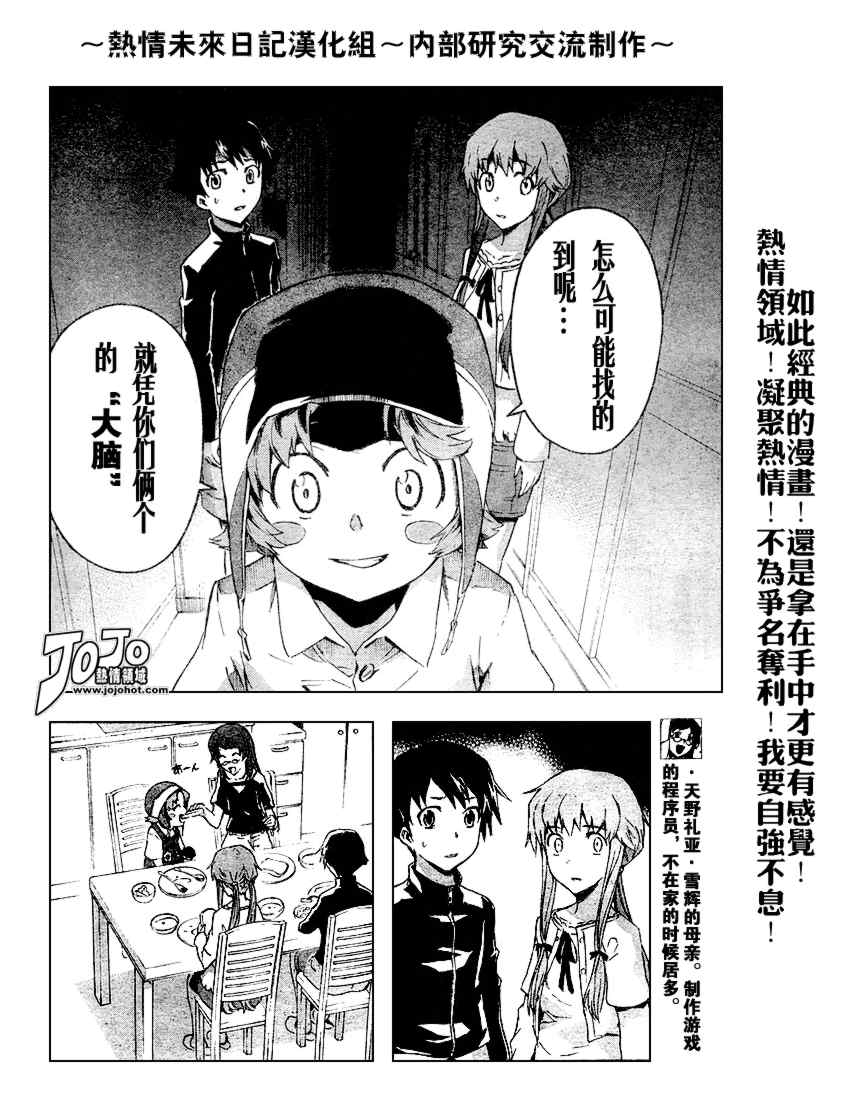 ～熱情未來日記漢化組～内部研究交流制作～
怎么可能找的
到呢…
就凭你们俩个
的“大脑”
如此經典的漫畫！還是拿在手中才更有感覺！
熱情領域！凝聚熱情！不為爭名奪利！我要自強不息！
JOJO
熱情領域
www.jojohot.com
あーん
・天野礼亚・雪辉的母亲。制作游戏
的程序员，不在家的时候居多。